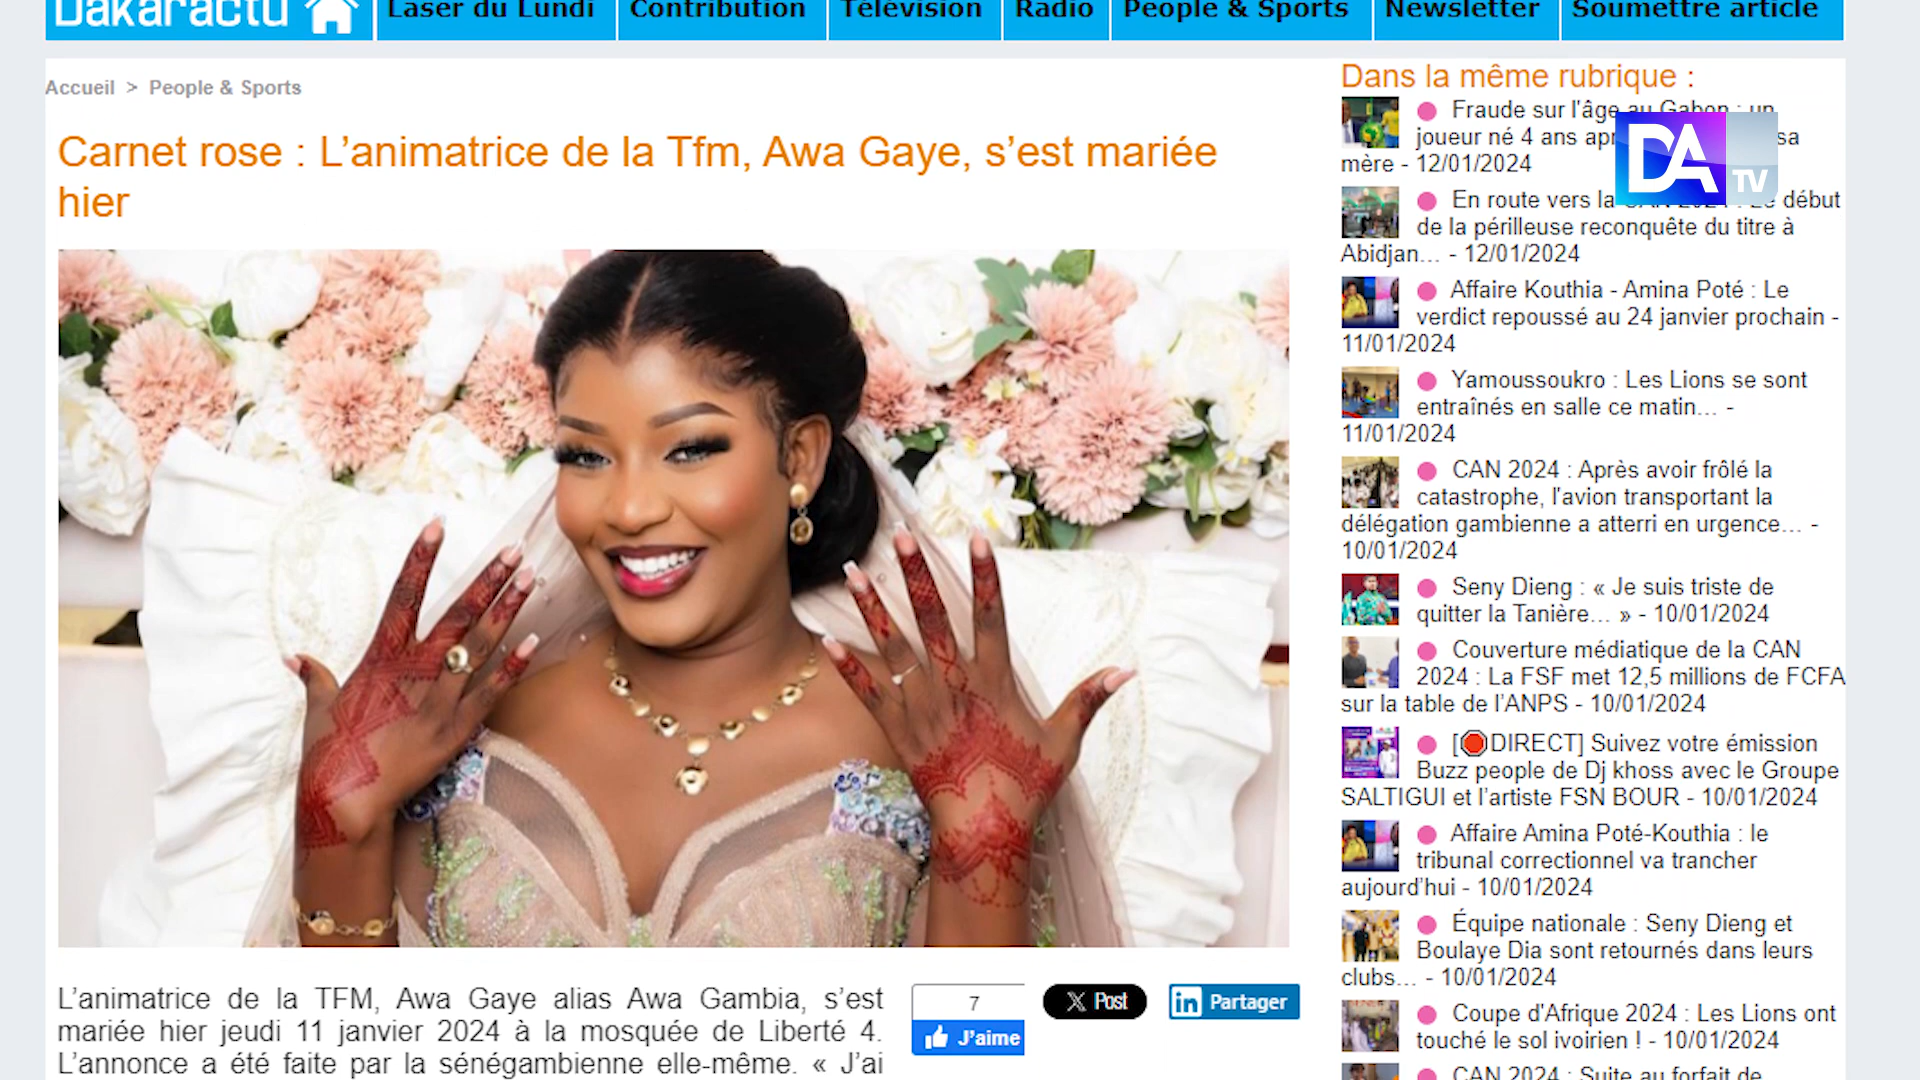 Dakaractu
Laser du Lundi
Contribution
Télévision
Radio
People & Sports
Newsletter
Soumettre article
Accueil > People & Sports
Carnet rose : L’animatrice de la Tfm, Awa Gaye, s’est mariée
hier
L’animatrice de la TFM, Awa Gaye alias Awa Gambia, s’est
mariée hier jeudi 11 janvier 2024 à la mosquée de Liberté 4.
L’annonce a été faite par la sénégambienne elle-même. « J’ai
7
J’aime
X Post
in Partager
Dans la même rubrique :
Fraude sur l'âge au Gabon : un
joueur né 4 ans sa
mère - 12/01/2024
En route vers la CAN 2024 : Le début
de la périlleuse reconquête du titre à
Abidjan... - 12/01/2024
Affaire Kouthia - Amina Poté : Le
verdict repoussé au 24 janvier prochain -
11/01/2024
Yamoussoukro : Les Lions se sont
entraînés en salle ce matin... -
11/01/2024
CAN 2024 : Après avoir frôlé la
catastrophe, l'avion transportant la
délégation gambienne a atterri en urgence... -
10/01/2024
Seny Dieng : « Je suis triste de
quitter la Tanière... » - 10/01/2024
Couverture médiatique de la CAN
2024 : La FSF met 12,5 millions de FCFA
sur la table de l’ANPS - 10/01/2024
[🛑DIRECT] Suivez votre émission
Buzz people de Dj khoss avec le Groupe
SALTIGUI et l’artiste FSN BOUR - 10/01/2024
Affaire Amina Poté-Kouthia : le
tribunal correctionnel va trancher
aujourd’hui - 10/01/2024
Équipe nationale : Seny Dieng et
Boulaye Dia sont retournés dans leurs
clubs... - 10/01/2024
Coupe d'Afrique 2024 : Les Lions ont
touché le sol ivoirien ! - 10/01/2024
CAN 2024 : Suite au forfait de
DA TV